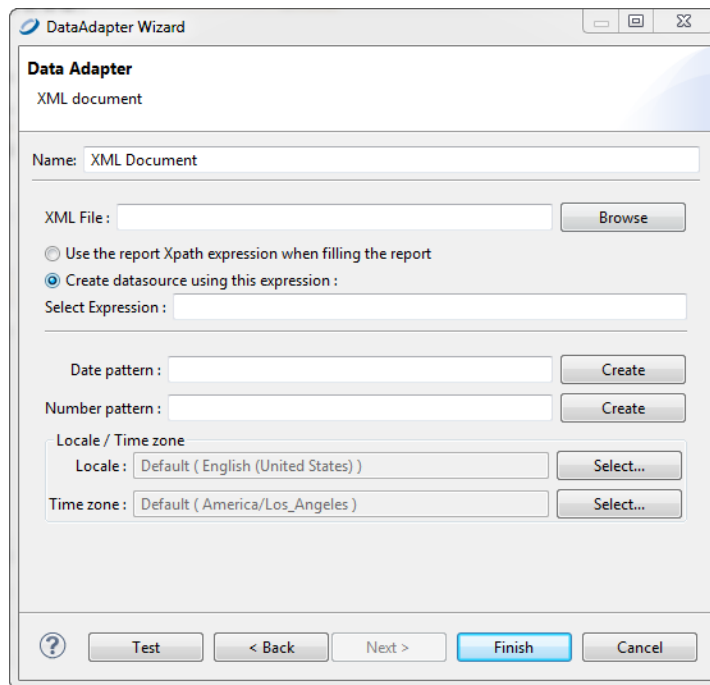 DataAdapter Wizard
Data Adapter
XML document
Name: XML Document
XML File : Browse
Use the report Xpath expression when filling the report
Create datasource using this expression :
Select Expression :
Date pattern : Create
Number pattern : Create
Locale / Time zone
Locale : Default ( English (United States) ) Select...
Time zone : Default ( America/Los_Angeles ) Select...
? Test < Back Next > Finish Cancel